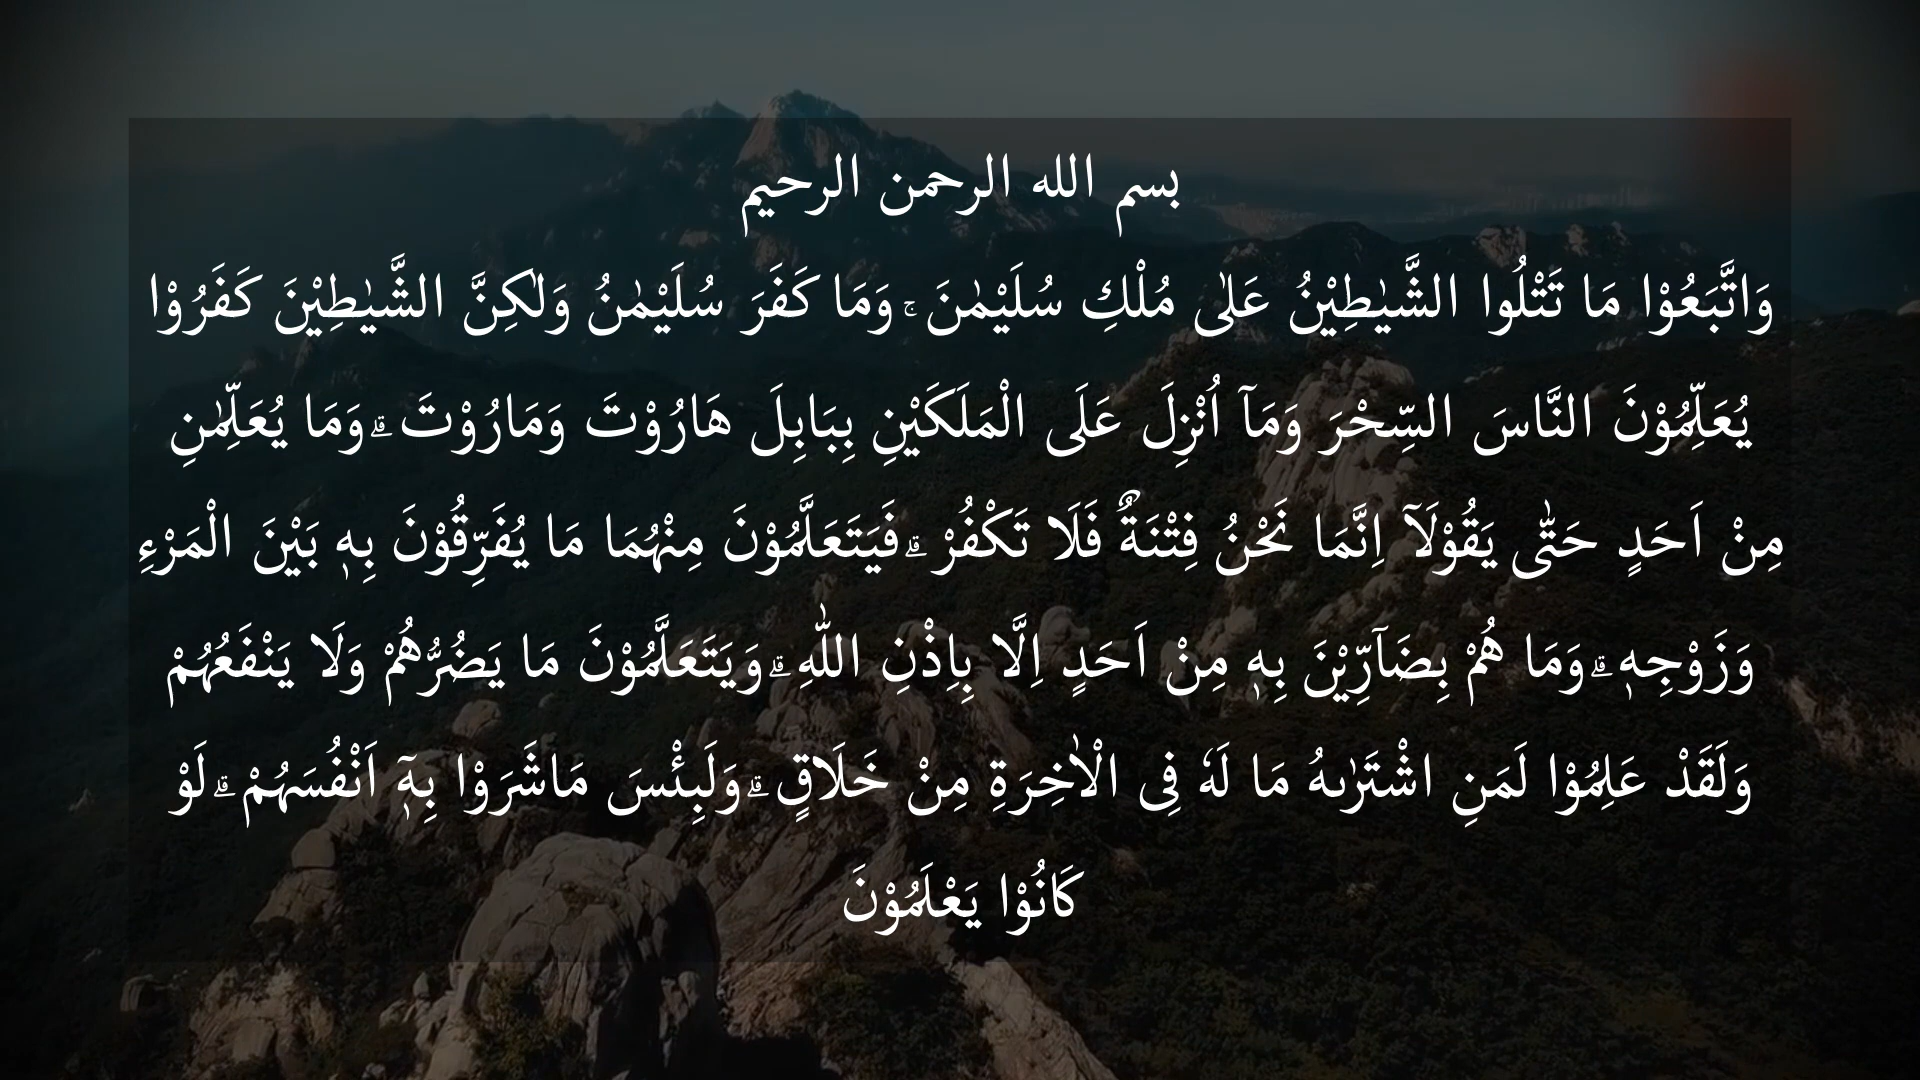 بسم الله الرحمن الرحيم
وَاتَّبَعُوْا مَا تَتْلُوا الشَّيٰطِيْنُ عَلٰى مُلْكِ سُلَيْمٰنَ ۚ وَمَا كَفَرَ سُلَيْمٰنُ وَلٰكِنَّ الشَّيٰطِيْنَ كَفَرُوْا
يُعَلِّمُوْنَ النَّاسَ السِّحْرَ وَمَآ اُنْزِلَ عَلَى الْمَلَكَيْنِ بِبَابِلَ هَارُوْتَ وَمَارُوْتَ ۗوَمَا يُعَلِّمٰنِ
مِنْ اَحَدٍ حَتّٰى يَقُوْلَآ اِنَّمَا نَحْنُ فِتْنَةٌ فَلَا تَكْفُرْ ۗفَيَتَعَلَّمُوْنَ مِنْهُمَا مَا يُفَرِّقُوْنَ بِهٖ بَيْنَ الْمَرْءِ
وَزَوْجِهٖ ۗوَمَا هُمْ بِضَآرِّيْنَ بِهٖ مِنْ اَحَدٍ اِلَّا بِاِذْنِ اللّٰهِ ۗوَيَتَعَلَّمُوْنَ مَا يَضُرُّهُمْ وَلَا يَنْفَعُهُمْ
وَلَقَدْ عَلِمُوْا لَمَنِ اشْتَرٰىهُ مَا لَهٗ فِى الْاٰخِرَةِ مِنْ خَلَاقٍ ۗوَلَبِئْسَ مَاشَرَوْا بِهٖٓ اَنْفُسَهُمْ ۗلَوْ
كَانُوْا يَعْلَمُوْنَ